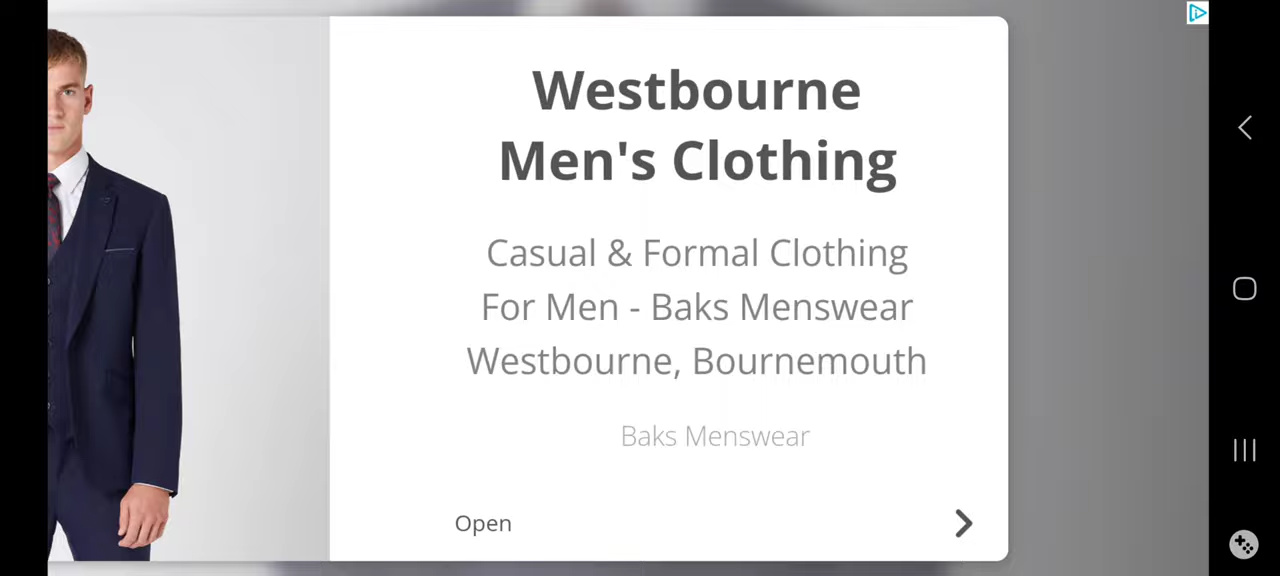 Westbourne
Men's Clothing
Casual & Formal Clothing
For Men - Baks Menswear
Westbourne, Bournemouth
Baks Menswear
Open